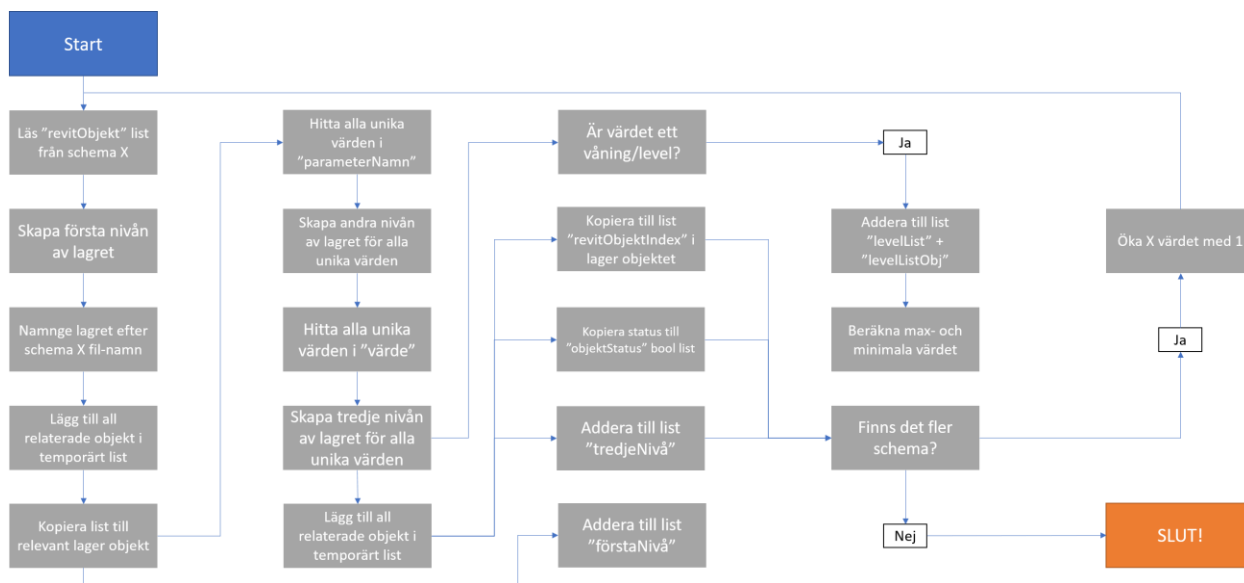 Start
Läs ”revitObjekt” list
från schema X
Skapa första nivån
av lagret
Namnge lagret efter
schema X fil-namn
Lägg till all
relaterade objekt i
temporärt list
Kopiera list till
relevant lager objekt
Hitta alla unika
värden i
”parameterNamn”
Skapa andra nivån
av lagret för alla
unika värden
Hitta alla unika
värden i ”värde”
Skapa tredje nivån
av lagret för alla
unika värden
Lägg till all
relaterade objekt i
temporärt list
Är värdet ett
våning/level?
Kopiera till list
”revitObjektIndex” i
lager objektet
Kopiera status till
”objektStatus” bool list
Addera till list
”tredjeNivå”
Addera till list
”förstaNivå”
Ja
Addera till list
”levelList” +
”levelListObj”
Beräkna max- och
minimala värdet
Finns det fler
schema?
Nej
Öka X värdet med 1
Ja
SLUT!